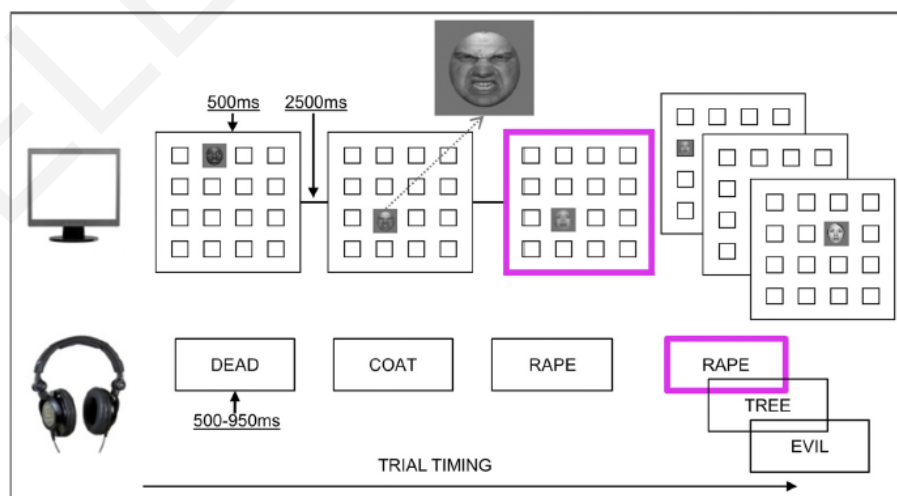 500ms 2500ms
DEAD COAT RAPE RAPE
TREE
500-950ms
EVIL
TRIAL TIMING